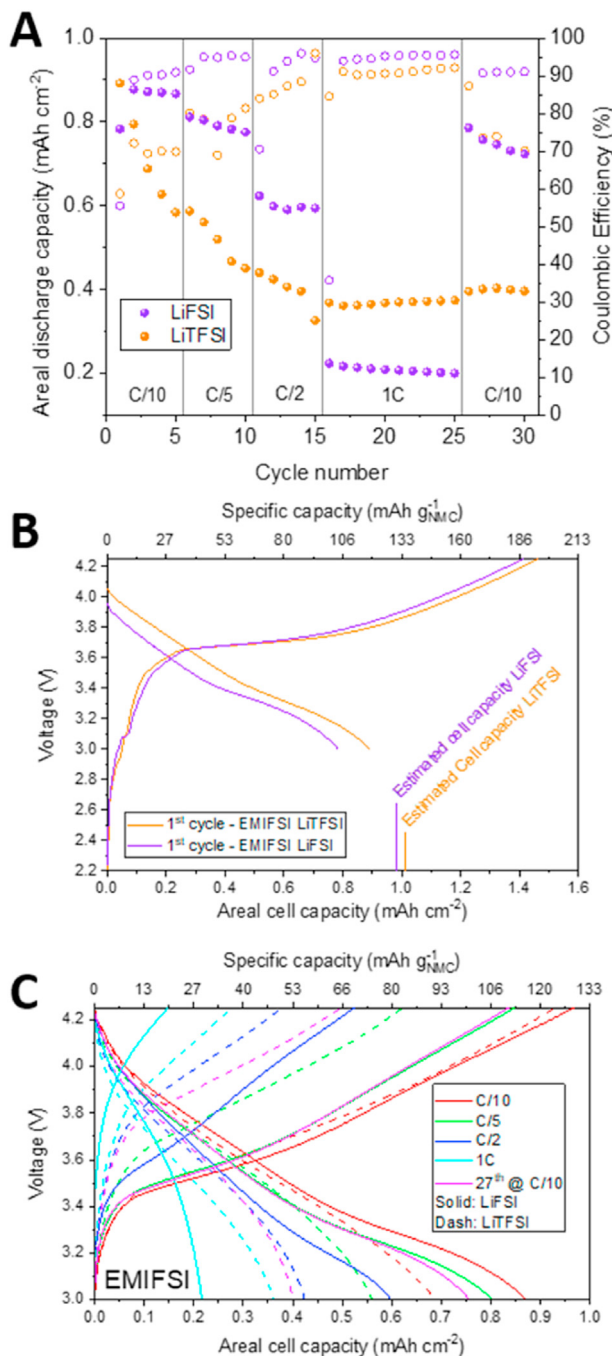 A
Areal discharge capacity (mAh cm-2)
1.0
0.8
0.6
0.4
0.2
LiFSI
LiTFSI
C/10
C/5
C/2
1C
C/10
100
90
80
70
60
50
40
30
20
10
0
Coulombic Efficiency (%)
0 5 10 15 20 25 30
Cycle number
B
Specific capacity (mAh g-1NMC)
0 27 53 80 106 133 160 186 213
Voltage (V)
4.2
4.0
3.8
3.6
3.4
3.2
3.0
2.8
2.6
2.4
2.2
Estimated cell capacity LiFSI
Estimated Cell capacity LiTFSI
1st cycle - EMIFSI LiTFSI
1st cycle - EMIFSI LiFSI
0.0 0.2 0.4 0.6 0.8 1.0 1.2 1.4 1.6
Areal cell capacity (mAh cm-2)
C
Specific capacity (mAh g-1NMC)
0 13 27 40 53 66 80 93 106 120 133
Voltage (V)
4.2
4.0
3.8
3.6
3.4
3.2
3.0
C/10
C/5
C/2
1C
27th @ C/10
Solid: LiFSI
Dash: LiTFSI
EMIFSI
0.0 0.1 0.2 0.3 0.4 0.5 0.6 0.7 0.8 0.9 1.0
Areal cell capacity (mAh cm-2)